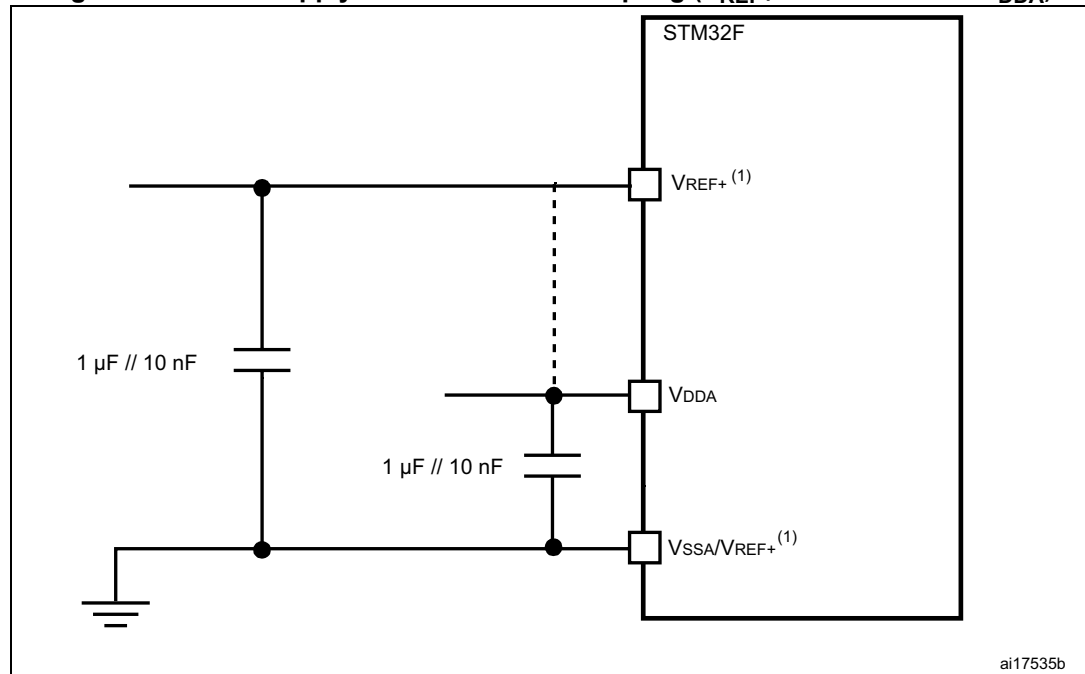 STM32F
VREF+ (1)
1 µF // 10 nF
VDDA
1 µF // 10 nF
VSSA/VREF+ (1)
ai17535b